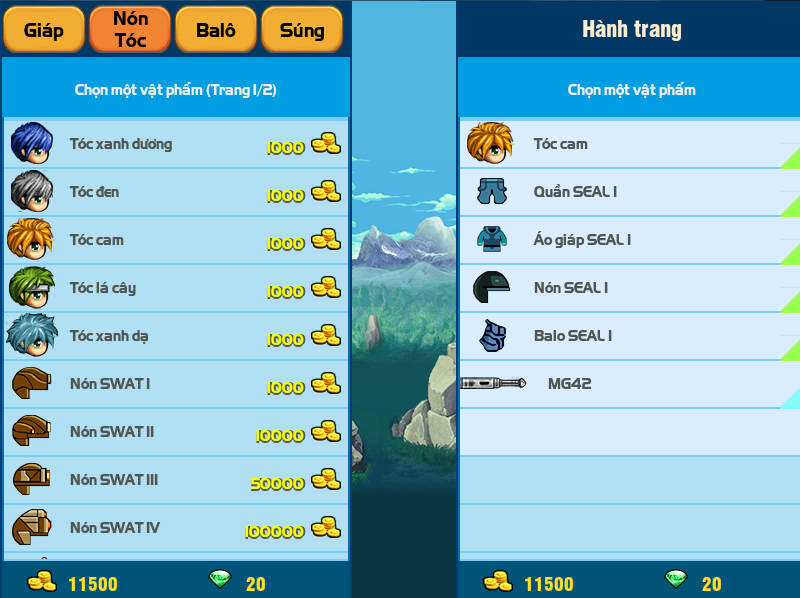 Giáp
Nón
Tóc
Balô
Súng
Chọn một vật phẩm (Trang 1/2)
Tóc xanh dương 1000
Tóc đen 1000
Tóc cam 1000
Tóc lá cây 1000
Tóc xanh dạ 1000
Nón SWAT I 1000
Nón SWAT II 10000
Nón SWAT III 50000
Nón SWAT IV 100000
11500 20
Hành trang
Chọn một vật phẩm
Tóc cam
Quần SEAL I
Áo giáp SEAL I
Nón SEAL I
Balo SEAL I
MG42
11500 20